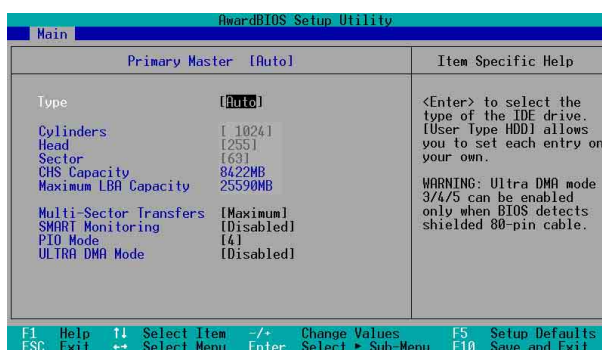 AwardBIOS Setup Utility
Main
Primary Master [Auto]
Item Specific Help
Type [Auto]
Cylinders [ 1024]
Head [255]
Sector [63]
CHS Capacity 8422MB
Maximum LBA Capacity 25590MB
Multi-Sector Transfers [Maximum]
SMART Monitoring [Disabled]
PIO Mode [4]
ULTRA DMA Mode [Disabled]
<Enter> to select the
type of the IDE drive.
[User Type HDD] allows
you to set each entry on
your own.
WARNING: Ultra DMA mode
3/4/5 can be enabled
only when BIOS detects
shielded 80-pin cable.
F1 Help ↑↓ Select Item -/+ Change Values F5 Setup Defaults
ESC Exit ↔ Select Menu Enter Select ► Sub-Menu F10 Save and Exit